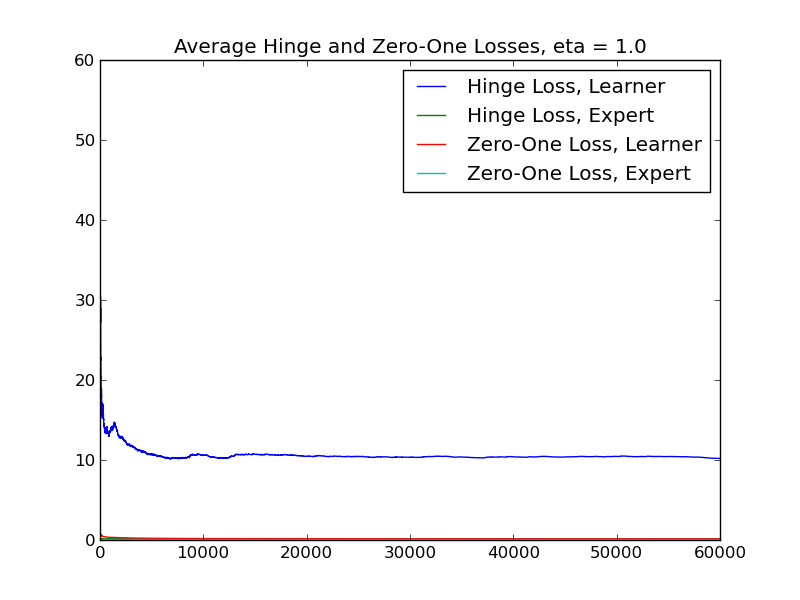 Average Hinge and Zero-One Losses, eta = 1.0
60
50
40
30
20
10
0
Hinge Loss, Learner
Hinge Loss, Expert
Zero-One Loss, Learner
Zero-One Loss, Expert
0 10000 20000 30000 40000 50000 60000